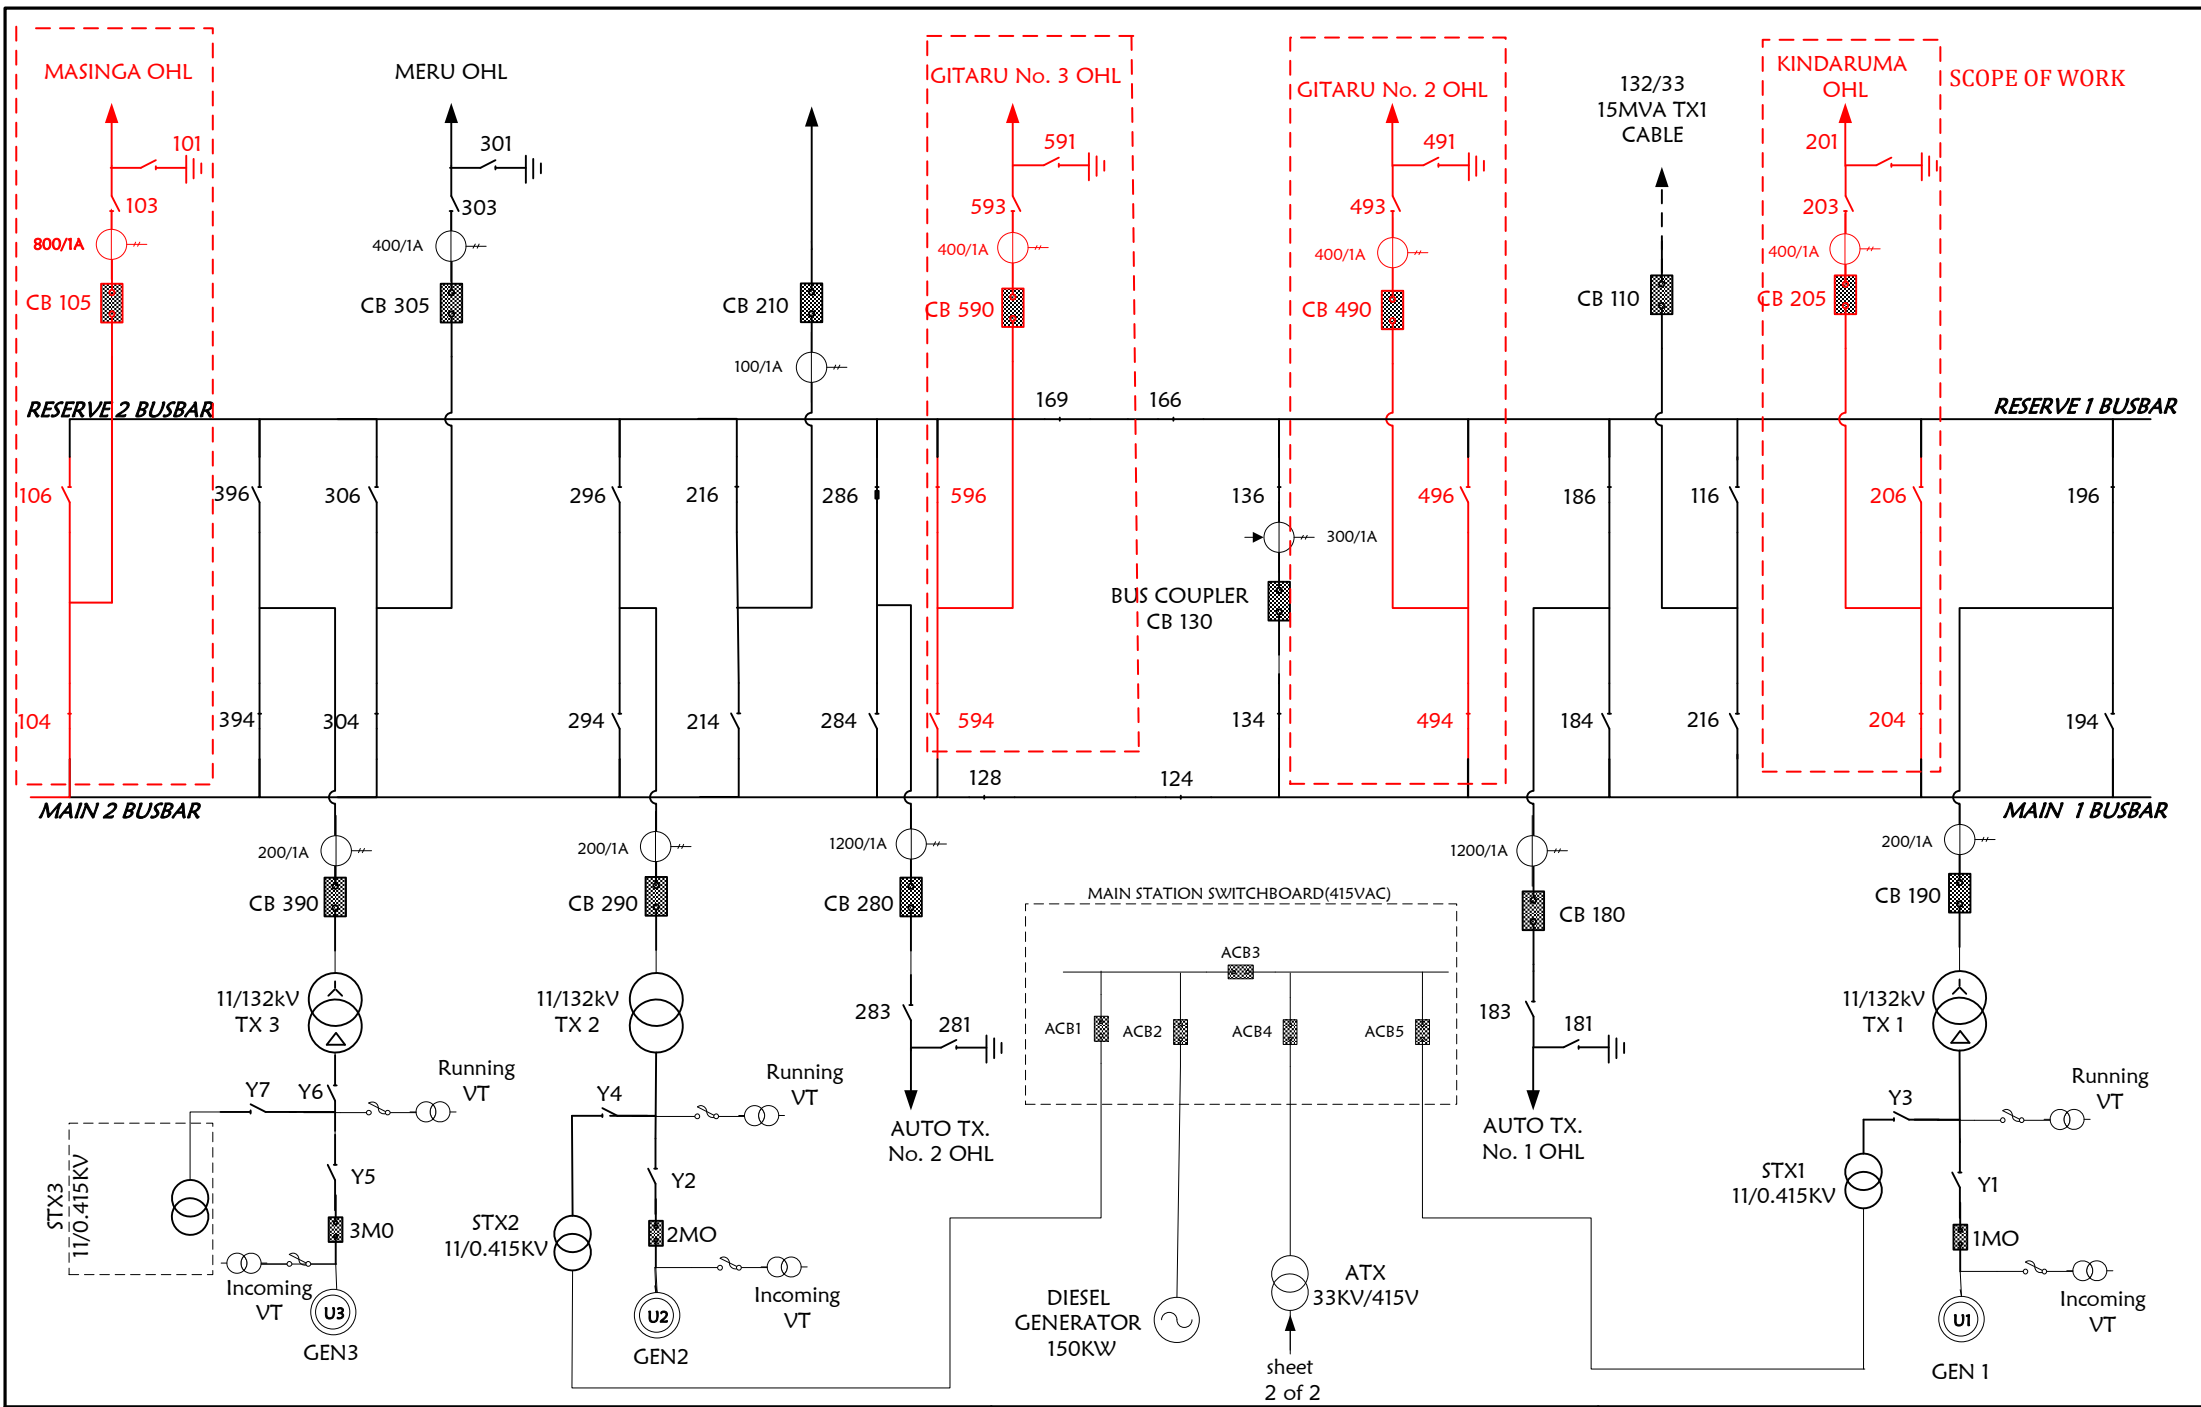 MASINGA OHL
MERU OHL
GITARU No. 3 OHL
GITARU No. 2 OHL
132/33
15MVA TX1
CABLE
KINDARUMA
OHL
SCOPE OF WORK
101
301
591
491
201
103
303
593
493
203
800/1A
400/1A
400/1A
400/1A
400/1A
CB 105
CB 305
CB 210
CB 590
CB 490
CB 110
CB 205
100/1A
RESERVE 2 BUSBAR
169
166
RESERVE 1 BUSBAR
106
396
306
296
216
286
596
136
496
186
116
206
196
300/1A
BUS COUPLER
CB 130
104
394
304
294
214
284
594
134
494
184
216
204
194
128
124
MAIN 2 BUSBAR
MAIN 1 BUSBAR
200/1A
200/1A
1200/1A
1200/1A
200/1A
CB 390
CB 290
CB 280
MAIN STATION SWITCHBOARD(415VAC)
CB 180
CB 190
ACB3
11/132kV
TX 3
11/132kV
TX 2
283
281
ACB1
ACB2
ACB4
ACB5
183
181
11/132kV
TX 1
Y7
Y6
Running
VT
Y4
Running
VT
AUTO TX.
No. 2 OHL
AUTO TX.
No. 1 OHL
Y3
Running
VT
STX3
11/0.415KV
Y5
Y2
STX1
11/0.415KV
Y1
3M0
STX2
11/0.415KV
2MO
1MO
Incoming
VT
Incoming
VT
DIESEL
GENERATOR
150KW
ATX
33KV/415V
Incoming
VT
U3
U2
U1
GEN3
GEN2
sheet
2 of 2
GEN 1